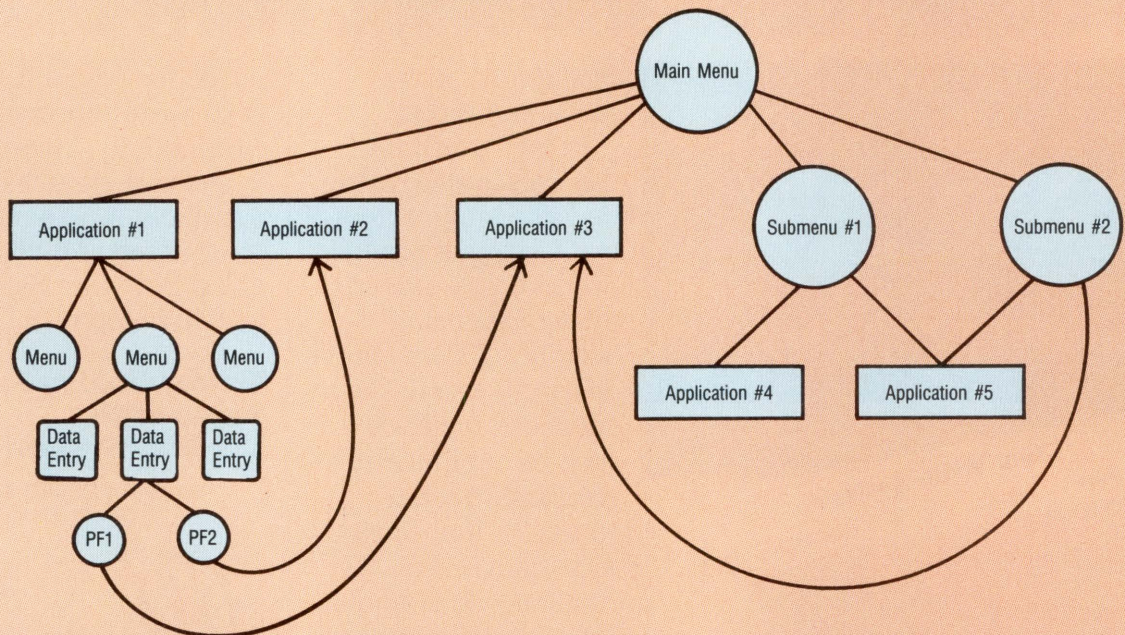 Main Menu
Application #1
Application #2
Application #3
Submenu #1
Submenu #2
Menu
Menu
Menu
Application #4
Application #5
Data
Entry
Data
Entry
Data
Entry
PF1
PF2